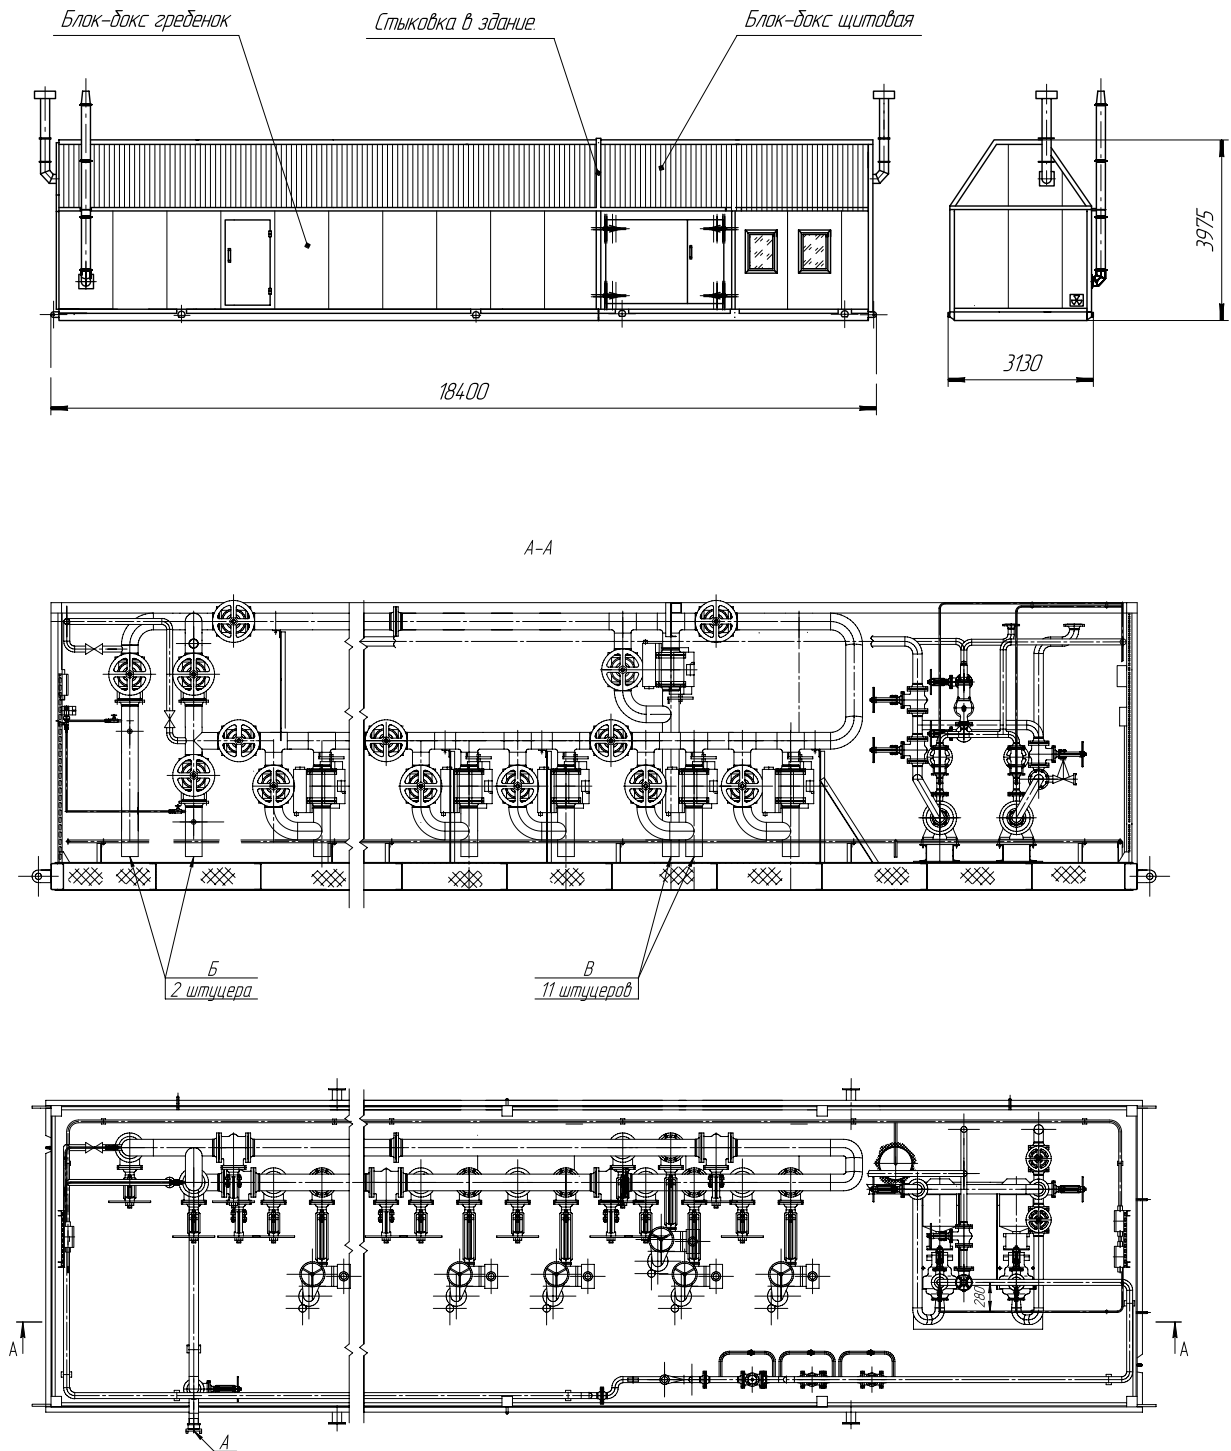 Блок-бокс гребенок
Стыковка в здание.
Блок-бокс щитовая
3975
3130
18400
А-А
Б
2 штуцера
В
11 штуцеров
280
А
А
А